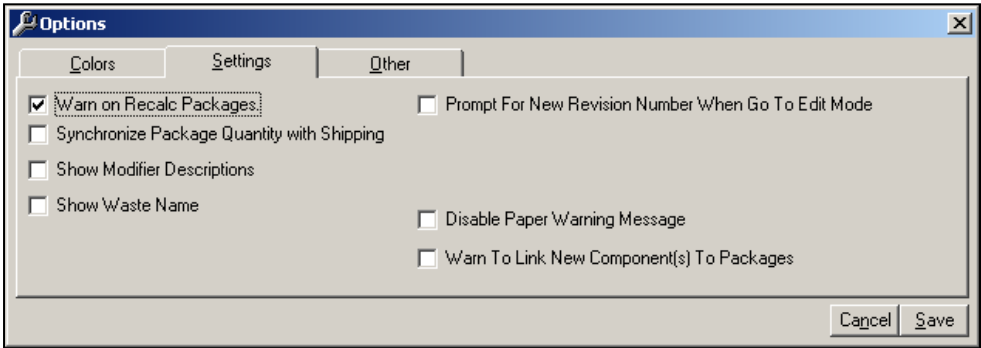 Options
Colors
Settings
Other
Warn on Recalc Packages.
Prompt For New Revision Number When Go To Edit Mode
Synchronize Package Quantity with Shipping
Show Modifier Descriptions
Show Waste Name
Disable Paper Warning Message
Warn To Link New Component(s) To Packages
Cancel
Save